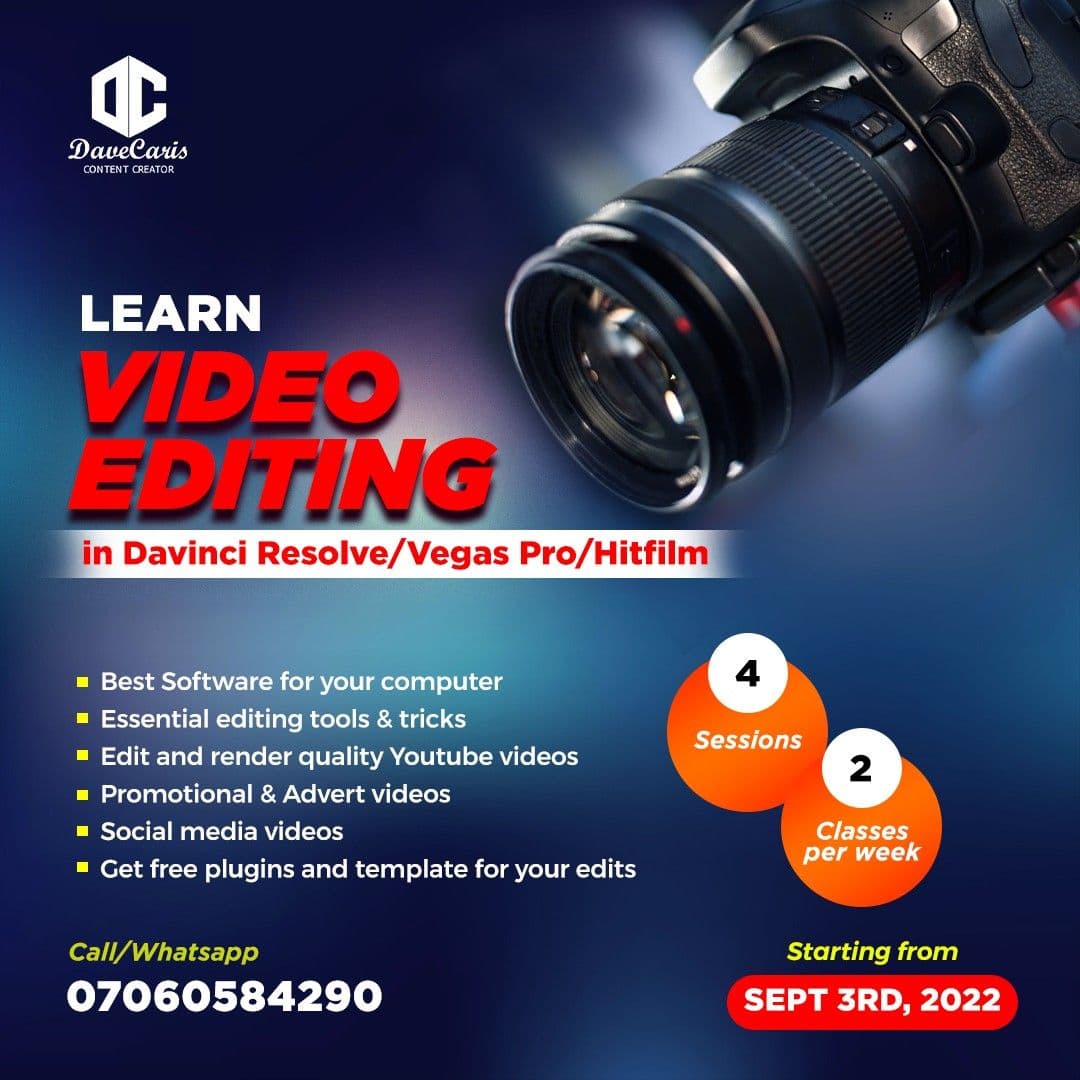 DC
DaveCaris
CONTENT CREATOR
LEARN
VIDEO
EDITING
in Davinci Resolve/Vegas Pro/Hitfilm
Best Software for your computer
Essential editing tools & tricks
Edit and render quality Youtube videos
Promotional & Advert videos
Social media videos
Get free plugins and template for your edits
4
Sessions
2
Classes
per week
Call/Whatsapp
07060584290
Starting from
SEPT 3RD, 2022